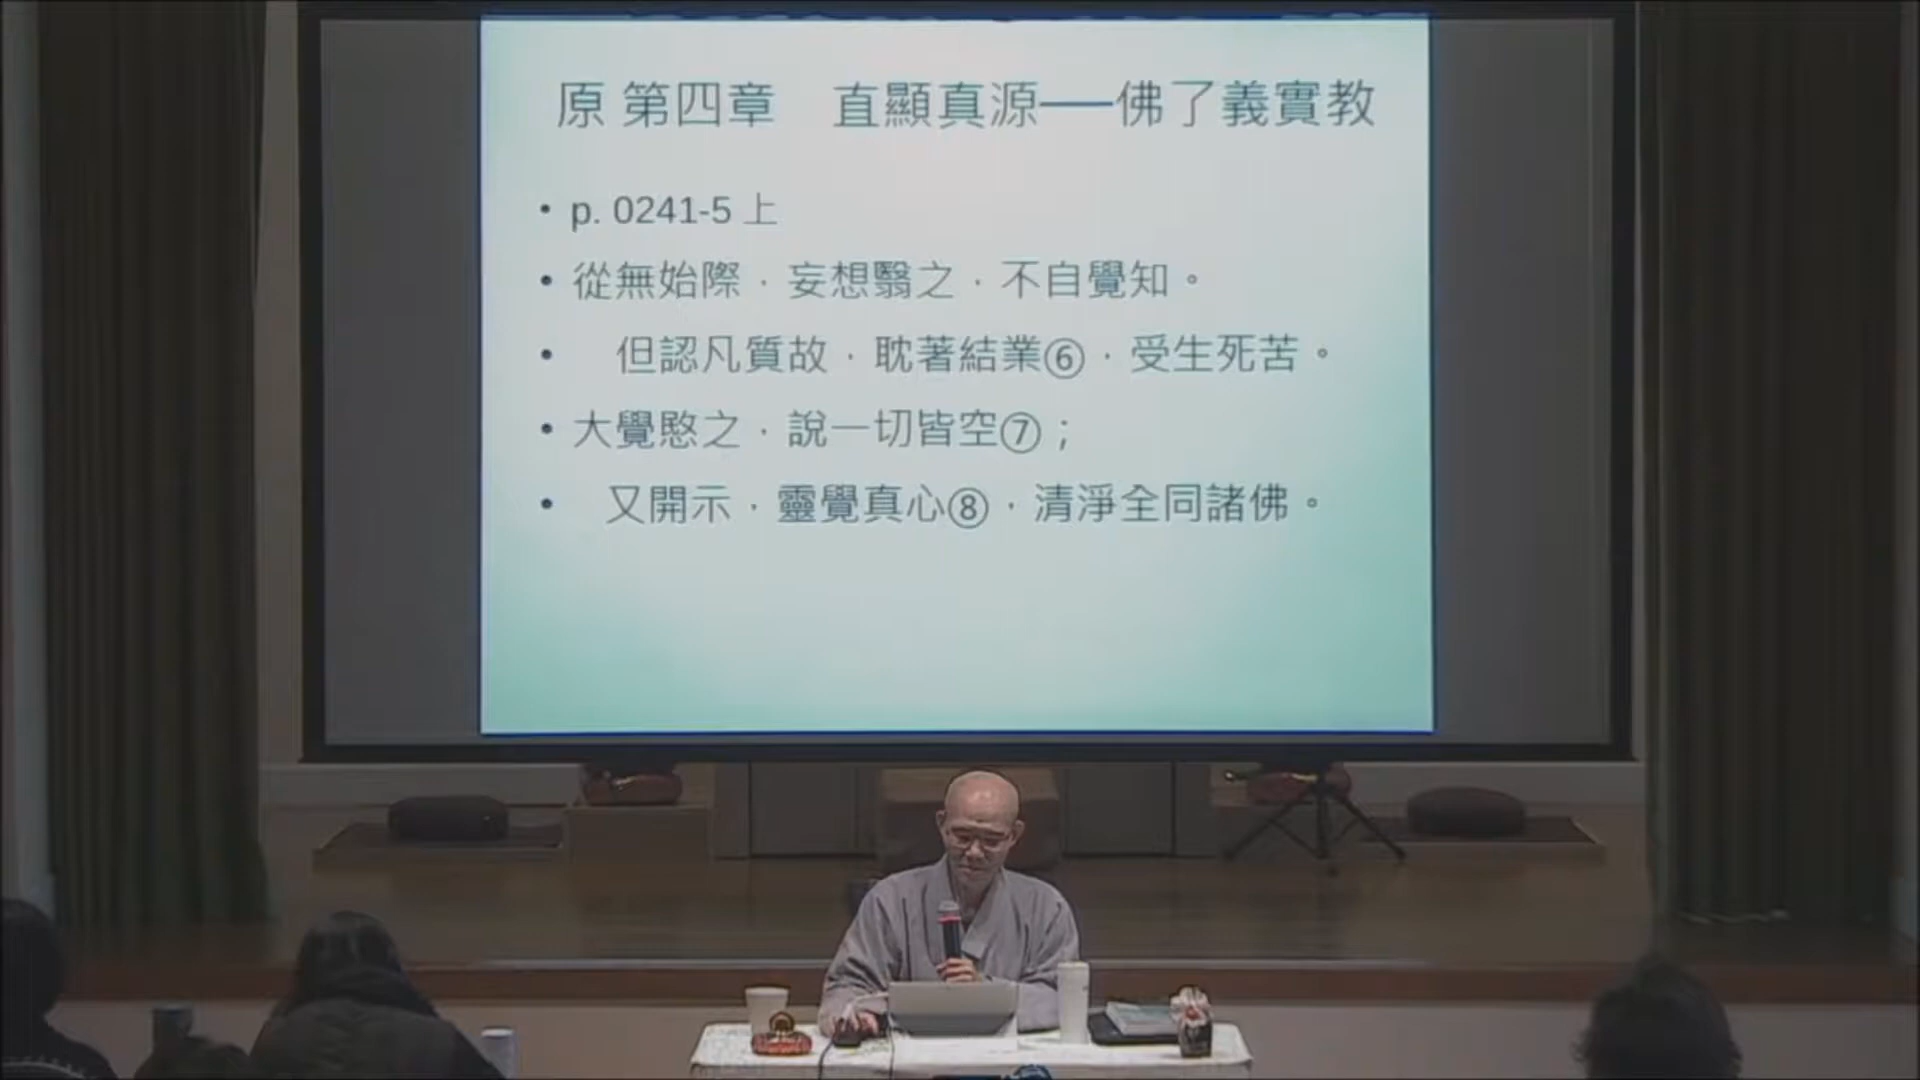 原 第四章 直顯真源──佛了義實教
• p. 0241-5 上
• 從無始際，妄想翳之，不自覺知。
• 但認凡質故，耽著結業⑥，受生死苦。
• 大覺愍之，說一切皆空⑦；
• 又開示，靈覺真心⑧，清淨全同諸佛。